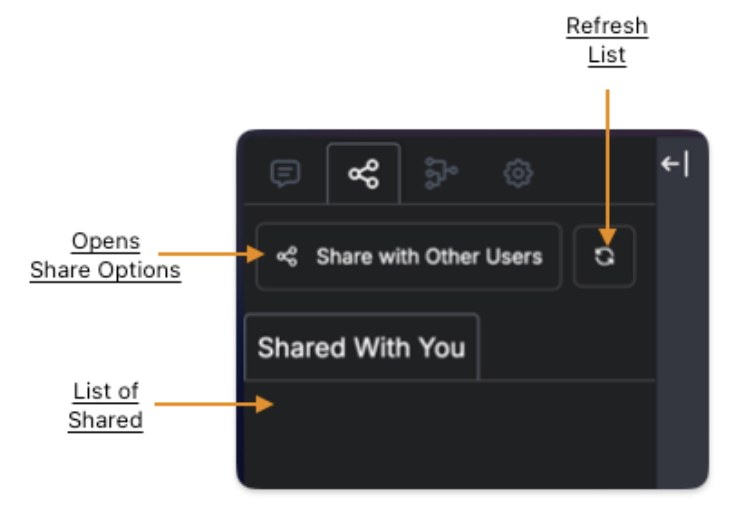 Refresh
List
Opens
Share Options
Share with Other Users
Shared With You
List of
Shared